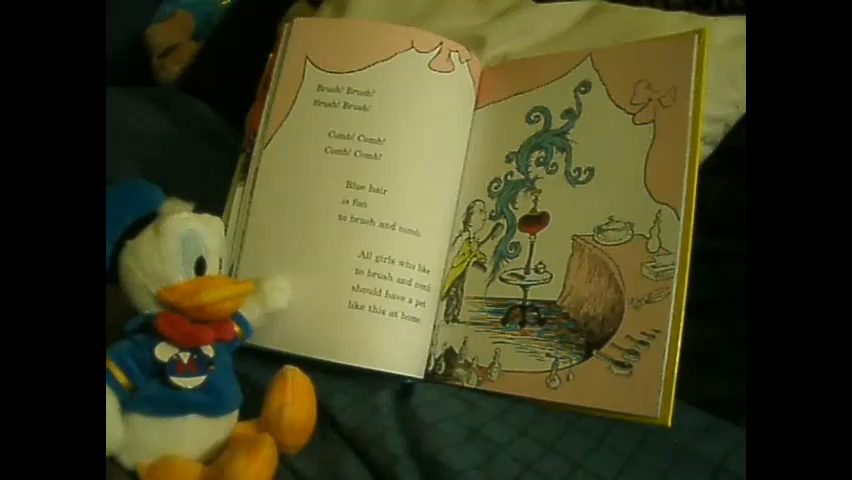 Brush! Brush!
Brush! Brush!
Comb! Comb!
Comb! Comb!
Blue hair
is fun
to brush and comb.
All girls who like
to brush and comb
should have a pet
like this at home.